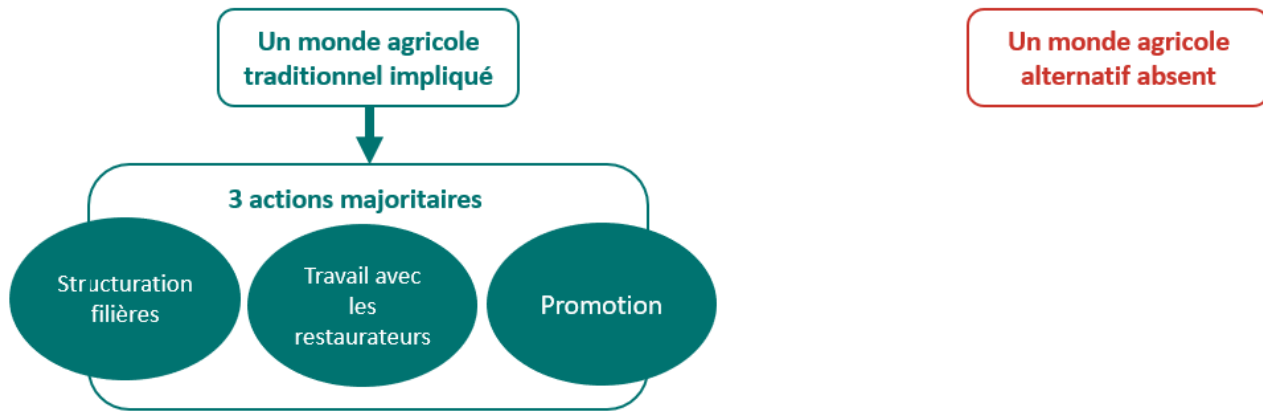 Un monde agricole
traditionnel impliqué
Un monde agricole
alternatif absent
3 actions majoritaires
Structuration
filières
Travail avec
les
restaurateurs
Promotion